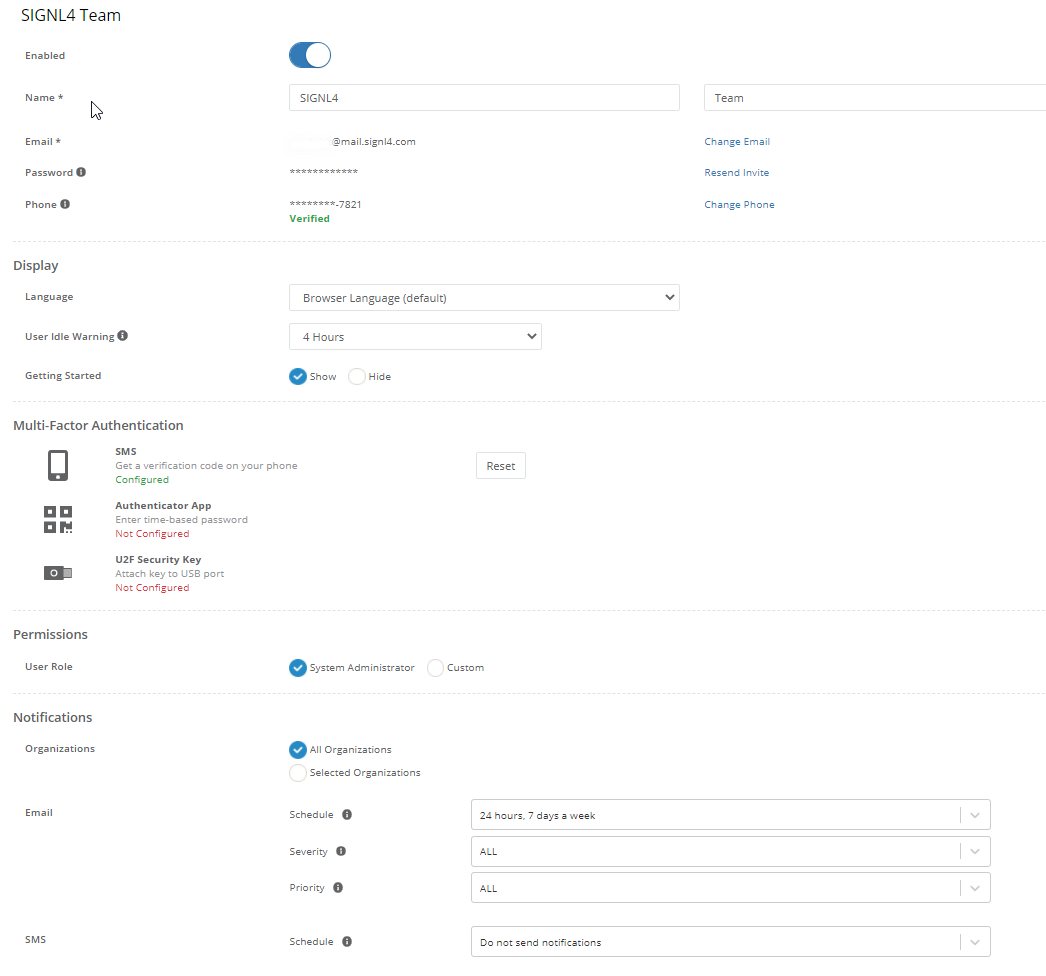 SIGNL4 Team
Enabled
Name * SIGNL4 Team
Email * @mail.signl4.com Change Email
Password ************ Resend Invite
Phone ********-7821 Change Phone
Verified
Display
Language Browser Language (default)
User Idle Warning 4 Hours
Getting Started Show Hide
Multi-Factor Authentication
SMS
Get a verification code on your phone Reset
Configured
Authenticator App
Enter time-based password
Not Configured
U2F Security Key
Attach key to USB port
Not Configured
Permissions
User Role System Administrator Custom
Notifications
Organizations All Organizations
Selected Organizations
Email Schedule 24 hours, 7 days a week
Severity ALL
Priority ALL
SMS Schedule Do not send notifications